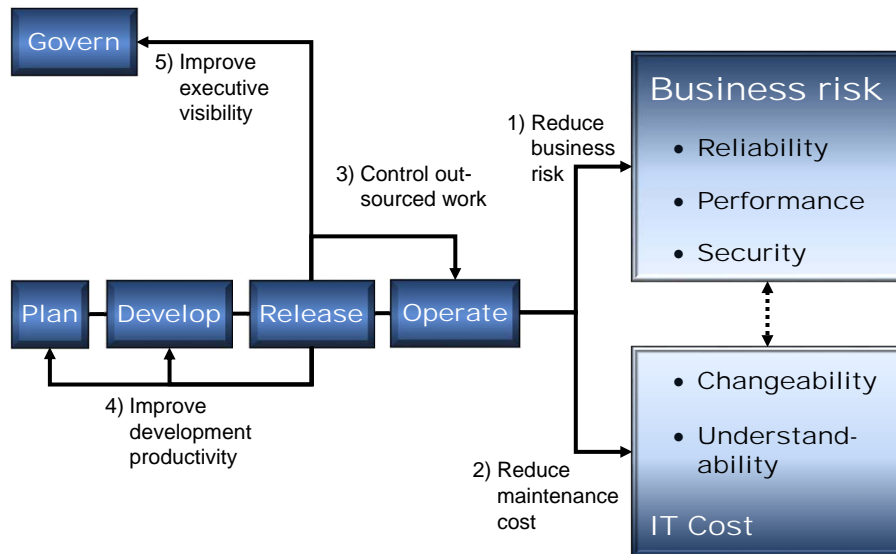 Govern
5) Improve
executive
visibility
Business risk
• Reliability
• Performance
• Security
1) Reduce
business
risk
3) Control out-
sourced work
Plan
Develop
Release
Operate
4) Improve
development
productivity
2) Reduce
maintenance
cost
• Changeability
• Understand-
ability
IT Cost